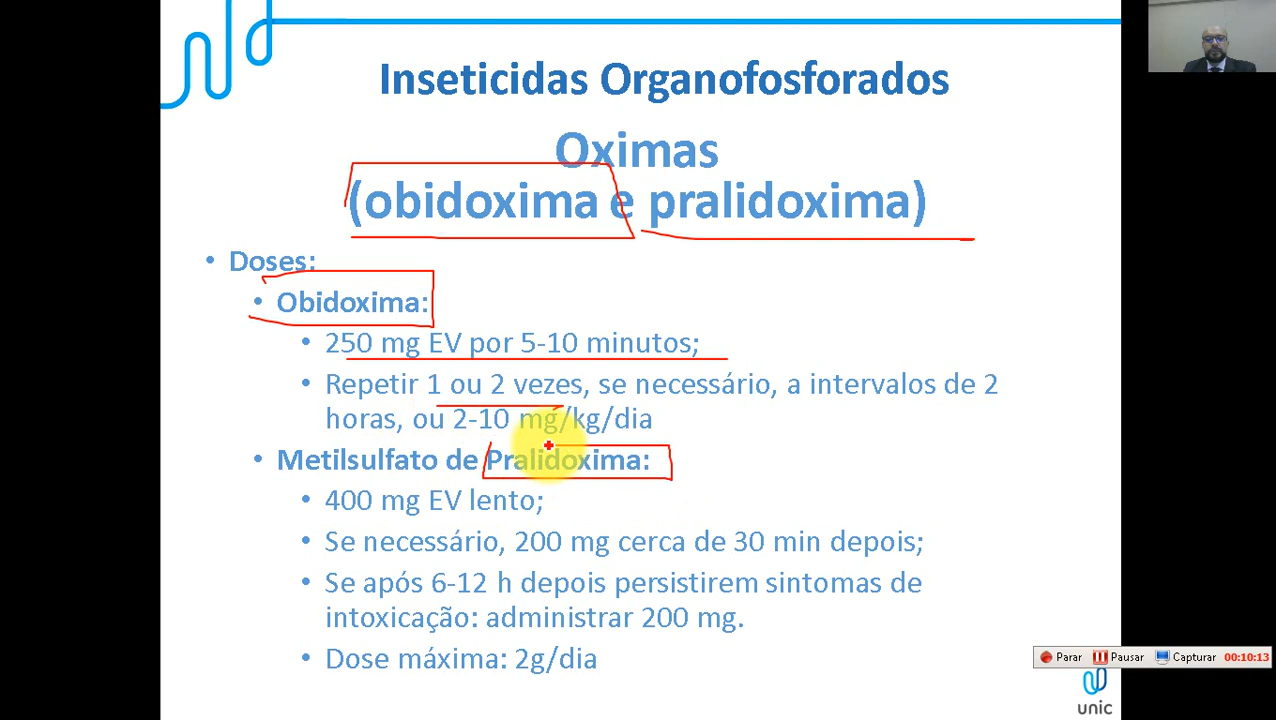 Inseticidas Organofosforados
Oximas
(obidoxima e pralidoxima)
• Doses:
• Obidoxima:
• 250 mg EV por 5-10 minutos;
• Repetir 1 ou 2 vezes, se necessário, a intervalos de 2
horas, ou 2-10 mg/kg/dia
• Metilsulfato de Pralidoxima:
• 400 mg EV lento;
• Se necessário, 200 mg cerca de 30 min depois;
• Se após 6-12 h depois persistirem sintomas de
intoxicação: administrar 200 mg.
• Dose máxima: 2g/dia
Parar Pausar Capturar 00:10:13
unic